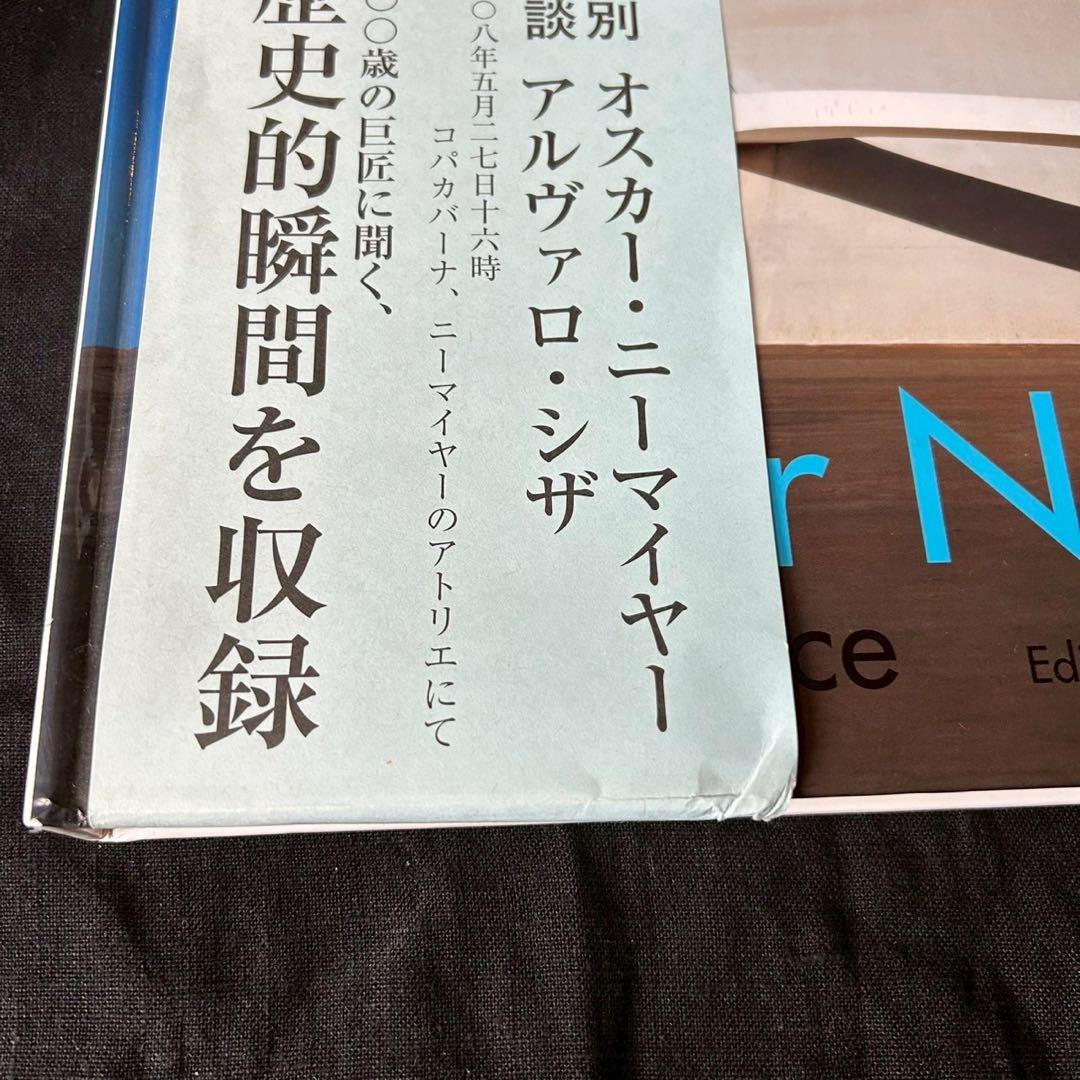 別 オスカー・ニーマイヤー
談 アルヴァロ・シザ
〇八年五月二七日十六時
コパカバーナ、ニーマイヤーのアトリエにて
〇〇歳の巨匠に聞く、
歴史的瞬間を収録
r N
ce
Edi